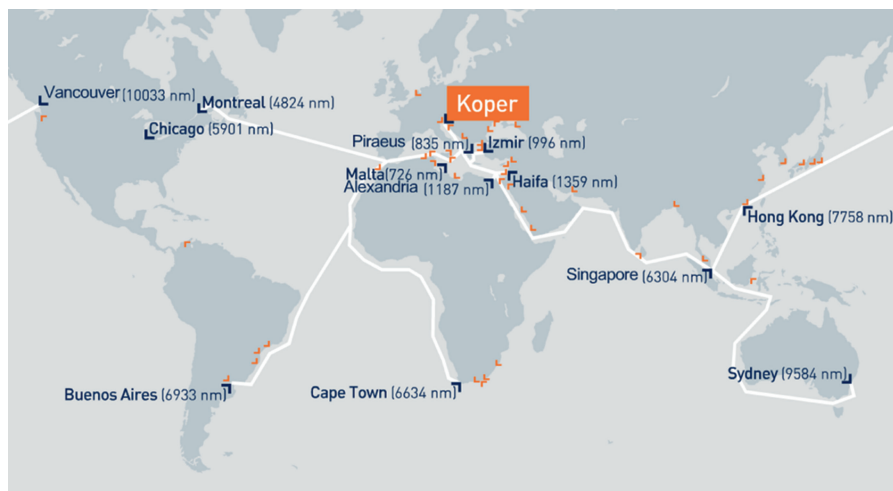 Vancouver (10033 nm)
Montreal (4824 nm)
Koper
Chicago (5901 nm)
Piraeus (835 nm)
Izmir (996 nm)
Malta(726 nm)
Haifa (1359 nm)
Alexandria (1187 nm)
Hong Kong (7758 nm)
Singapore (6304 nm)
Sydney (9584 nm)
Buenos Aires (6933 nm)
Cape Town (6634 nm)